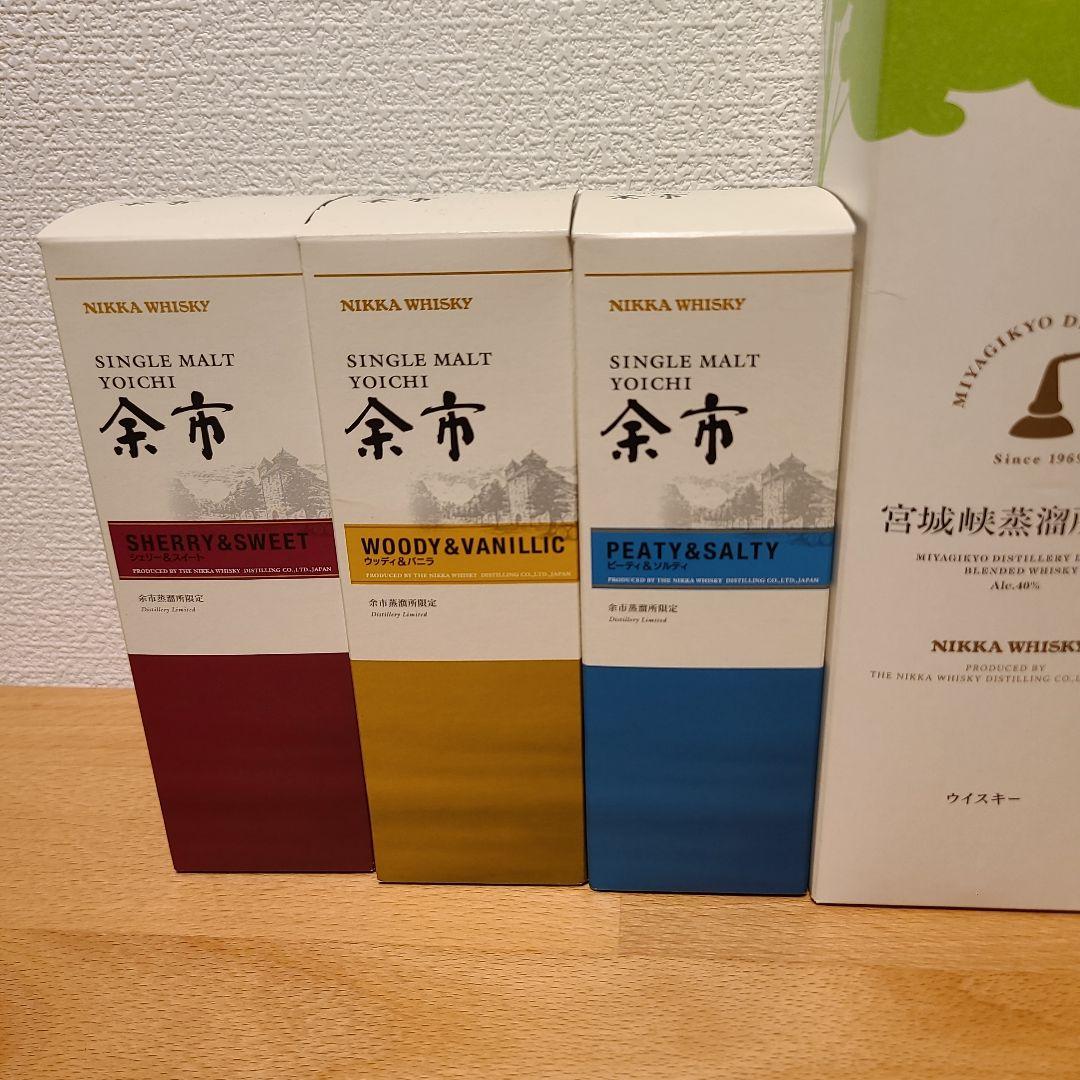 NIKKA WHISKY
SINGLE MALT
YOICHI
余市
SHERRY&SWEET
シェリー&スイート
PRODUCED BY THE NIKKA WHISKY DISTILLING CO.,LTD.,JAPAN
余市蒸溜所限定
Distillery Limited
NIKKA WHISKY
SINGLE MALT
YOICHI
余市
WOODY&VANILLIC
ウッディ&バニラ
PRODUCED BY THE NIKKA WHISKY DISTILLING CO.,LTD.,JAPAN
余市蒸溜所限定
Distillery Limited
NIKKA WHISKY
SINGLE MALT
YOICHI
余市
PEATY&SALTY
ピーティ&ソルティ
PRODUCED BY THE NIKKA WHISKY DISTILLING CO.,LTD.,JAPAN
余市蒸溜所限定
Distillery Limited
MIYAGIKYO D
Since 1969
宮城峡蒸溜
MIYAGIKYO DISTILLERY
BLENDED WHISKY
Alc.40%
NIKKA WHISKY
PRODUCED BY
THE NIKKA WHISKY DISTILLING CO.,
ウイスキー